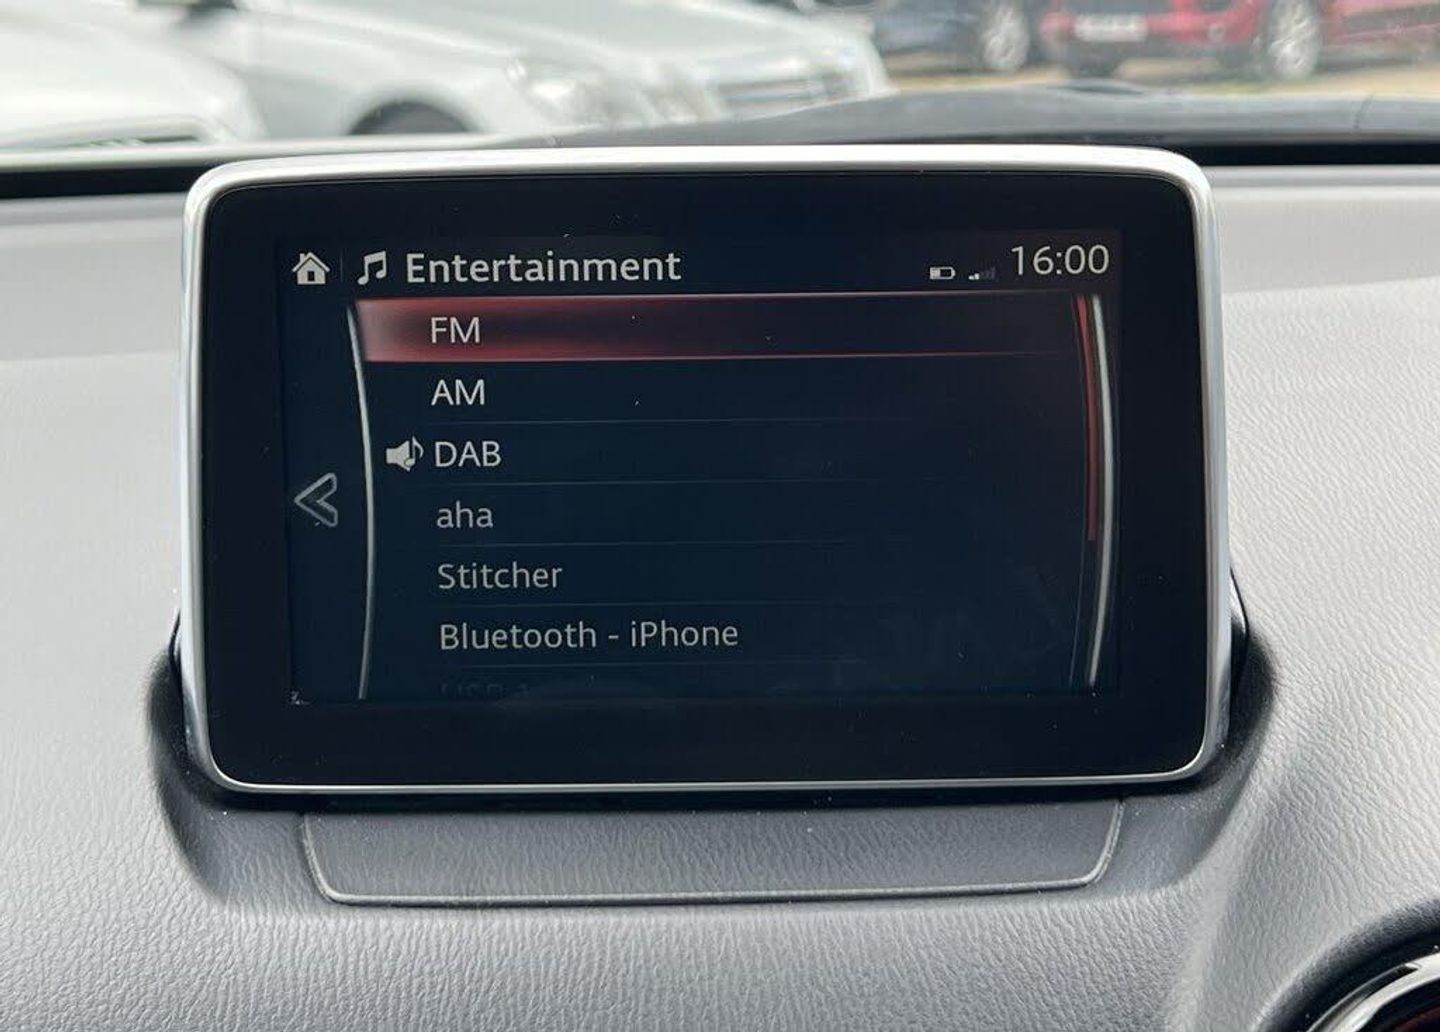 Entertainment 16:00
FM
AM
DAB
aha
Stitcher
Bluetooth - iPhone